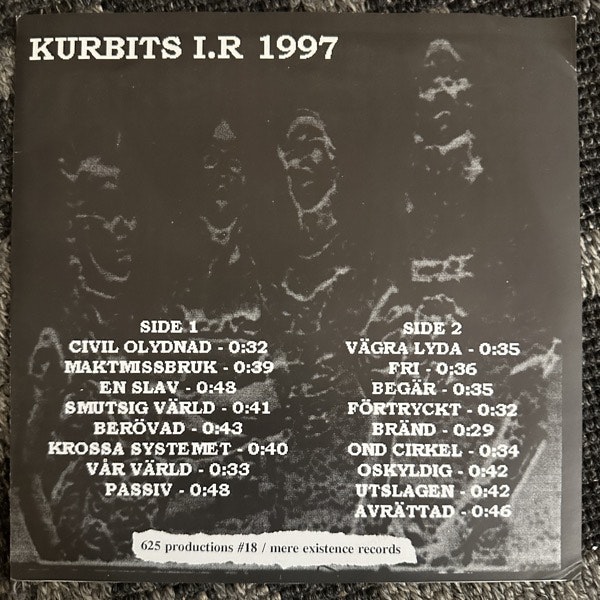 KURBITS I.R 1997
SIDE 1
CIVIL OLYDNAD - 0:32
MAKTMISSBRUK - 0:39
EN SLAV - 0:48
SMUTSIG VÄRLD - 0:41
BERÖVAD - 0:43
KROSSA SYSTEMET - 0:40
VÅR VÄRLD - 0:33
PASSIV - 0:48
SIDE 2
VÄGRA LYDA - 0:35
FRI - 0:36
BEGÄR - 0:35
FÖRTRYCKT - 0:32
BRÄND - 0:29
OND CIRKEL - 0:34
OSKYLDIG - 0:42
UTSLAGEN - 0:42
AVRÄTTAD - 0:46
625 productions #18 / mere existence records